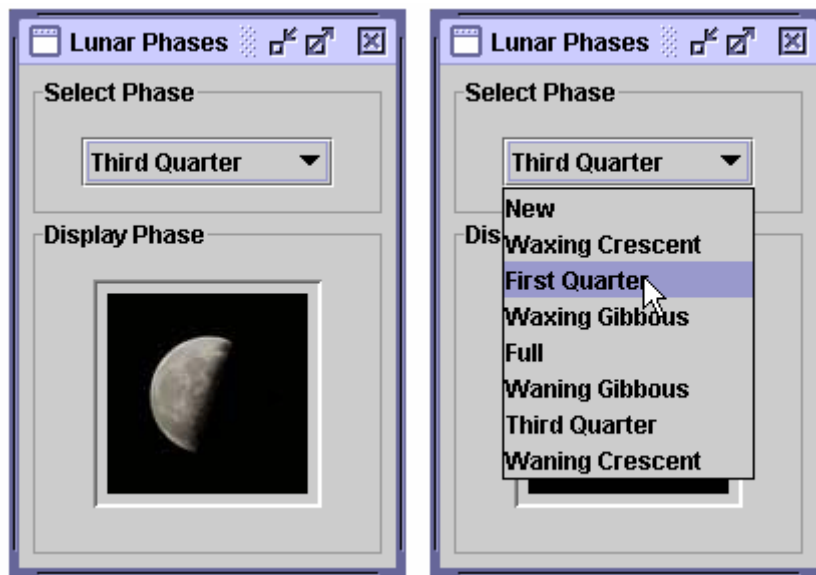 Lunar Phases
Select Phase
Third Quarter
Display Phase
Lunar Phases
Select Phase
Third Quarter
New
Dis
Waxing Crescent
First Quarter
Waxing Gibbous
Full
Waning Gibbous
Third Quarter
Waning Crescent